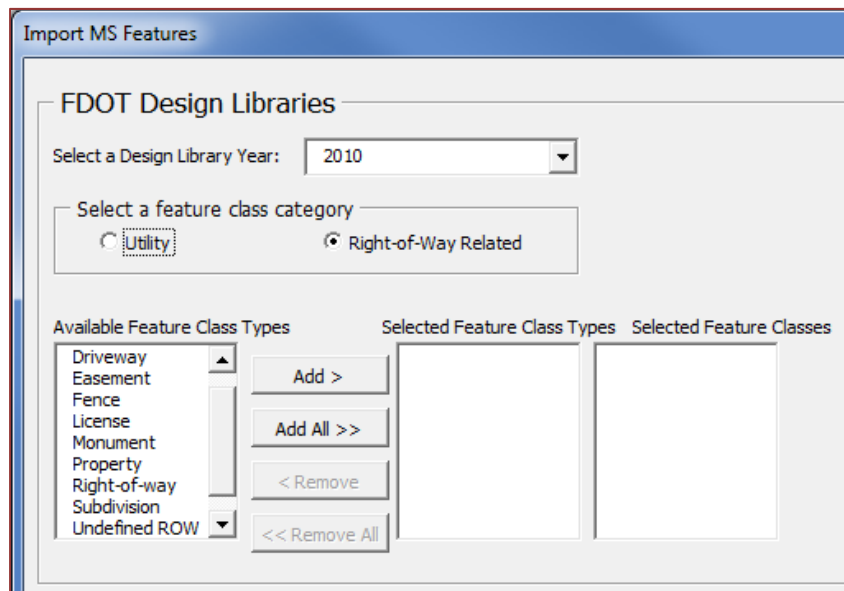 Import MS Features
FDOT Design Libraries
Select a Design Library Year: 2010
Select a feature class category
Utility Right-of-Way Related
Available Feature Class Types Selected Feature Class Types Selected Feature Classes
Driveway
Easement
Fence
License
Monument
Property
Right-of-way
Subdivision
Undefined ROW
Add >
Add All >>
< Remove
<< Remove All